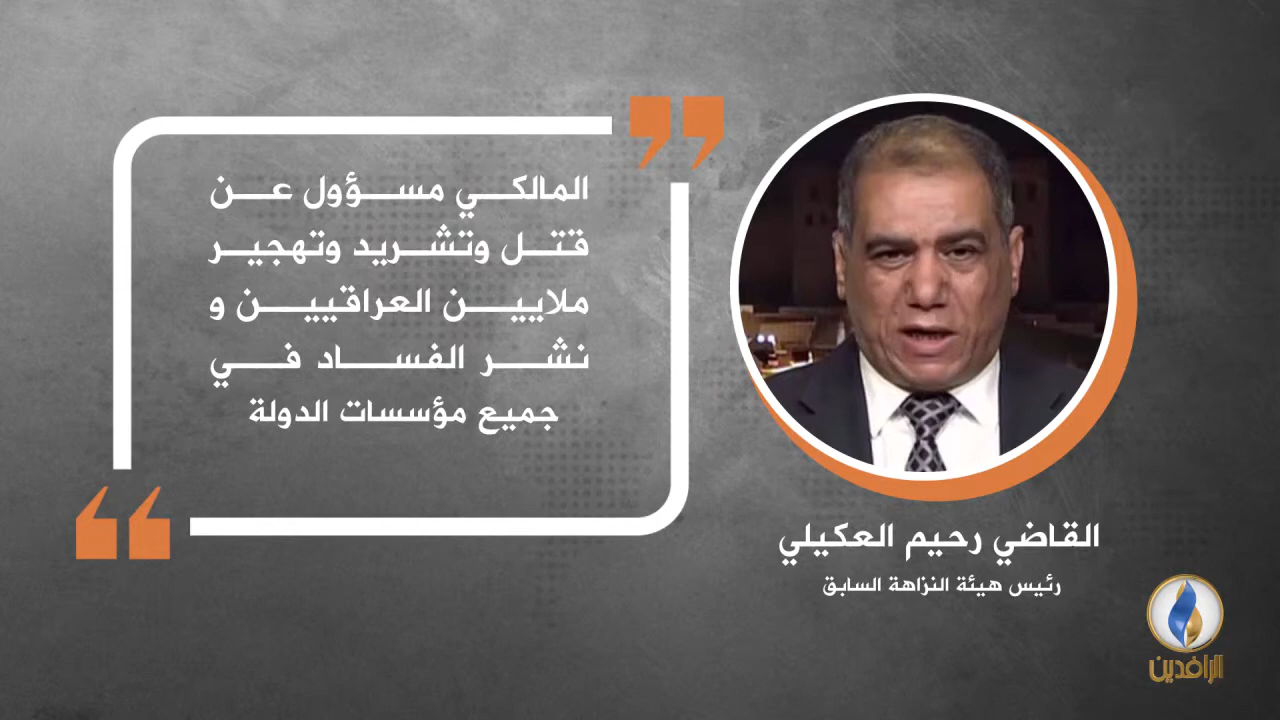 المالكي مسؤول عن
قتل وتشريد وتهجير
ملايين العراقيين و
نشر الفساد في
جميع مؤسسات الدولة
القاضي رحيم العكيلي
رئيس هيئة النزاهة السابق
الرافدين